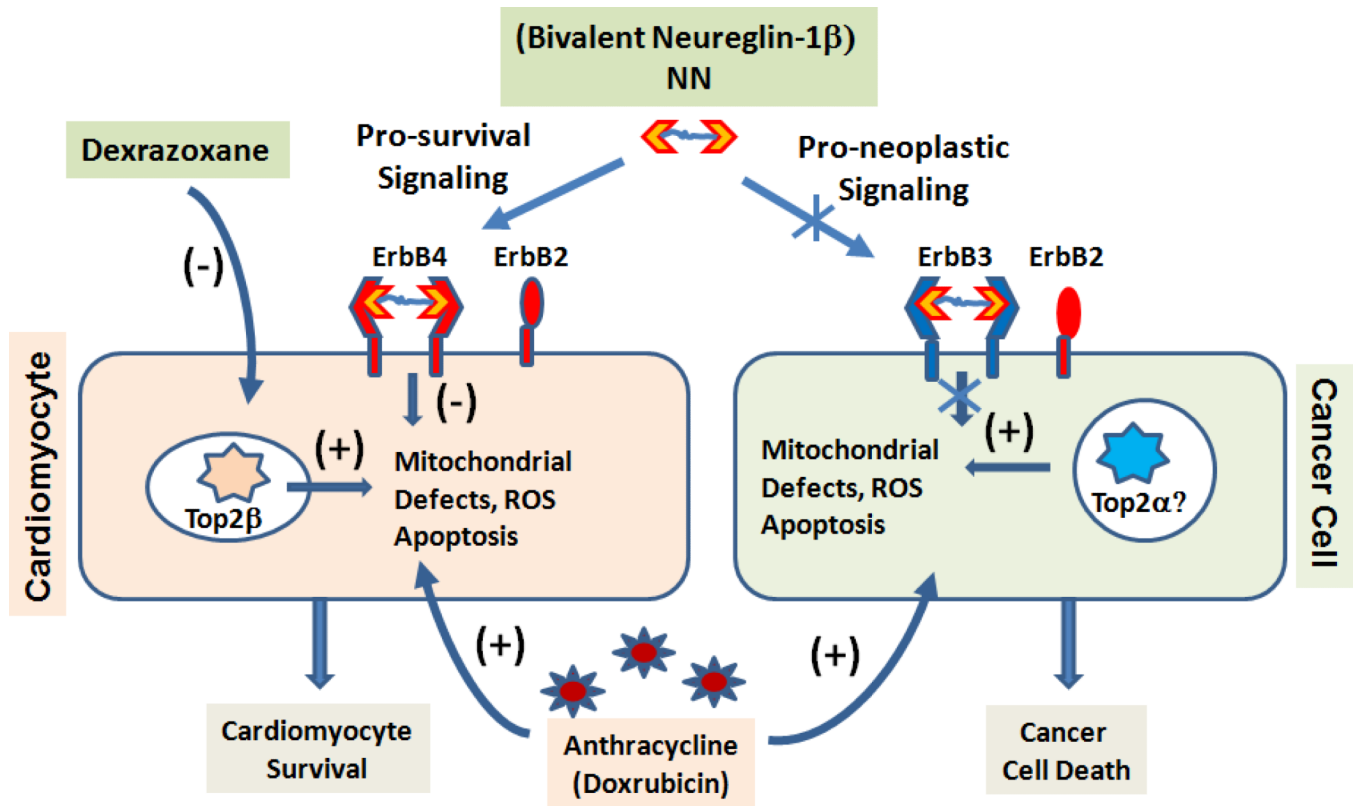 (Bivalent Neureglin-1β)
NN
Dexrazoxane
Pro-survival
Signaling
Pro-neoplastic
Signaling
(-)
ErbB4
ErbB2
ErbB3
ErbB2
Cardiomyocyte
(-)
(+)
Top2β
Mitochondrial
Defects, ROS
Apoptosis
(+)
Mitochondrial
Defects, ROS
Apoptosis
Top2α?
Cancer Cell
(+)
(+)
Cardiomyocyte
Survival
Anthracycline
(Doxrubicin)
Cancer
Cell Death